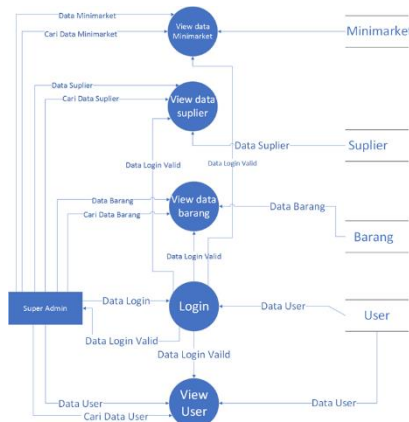 Data Minimarket
Cari Data Minimarket
View data
Minimarket
Minimarket
Data Suplier
Cari Data Suplier
View data
suplier
Data Suplier
Suplier
Data Login Valid
Data Login Valid
Data Barang
Cari Data Barang
View data
barang
Data Barang
Barang
Data Login Valid
Super Admin
Data Login
Login
Data User
User
Data Login Valid
Data Login Vaild
View
User
Data User
Cari Data User
Data User